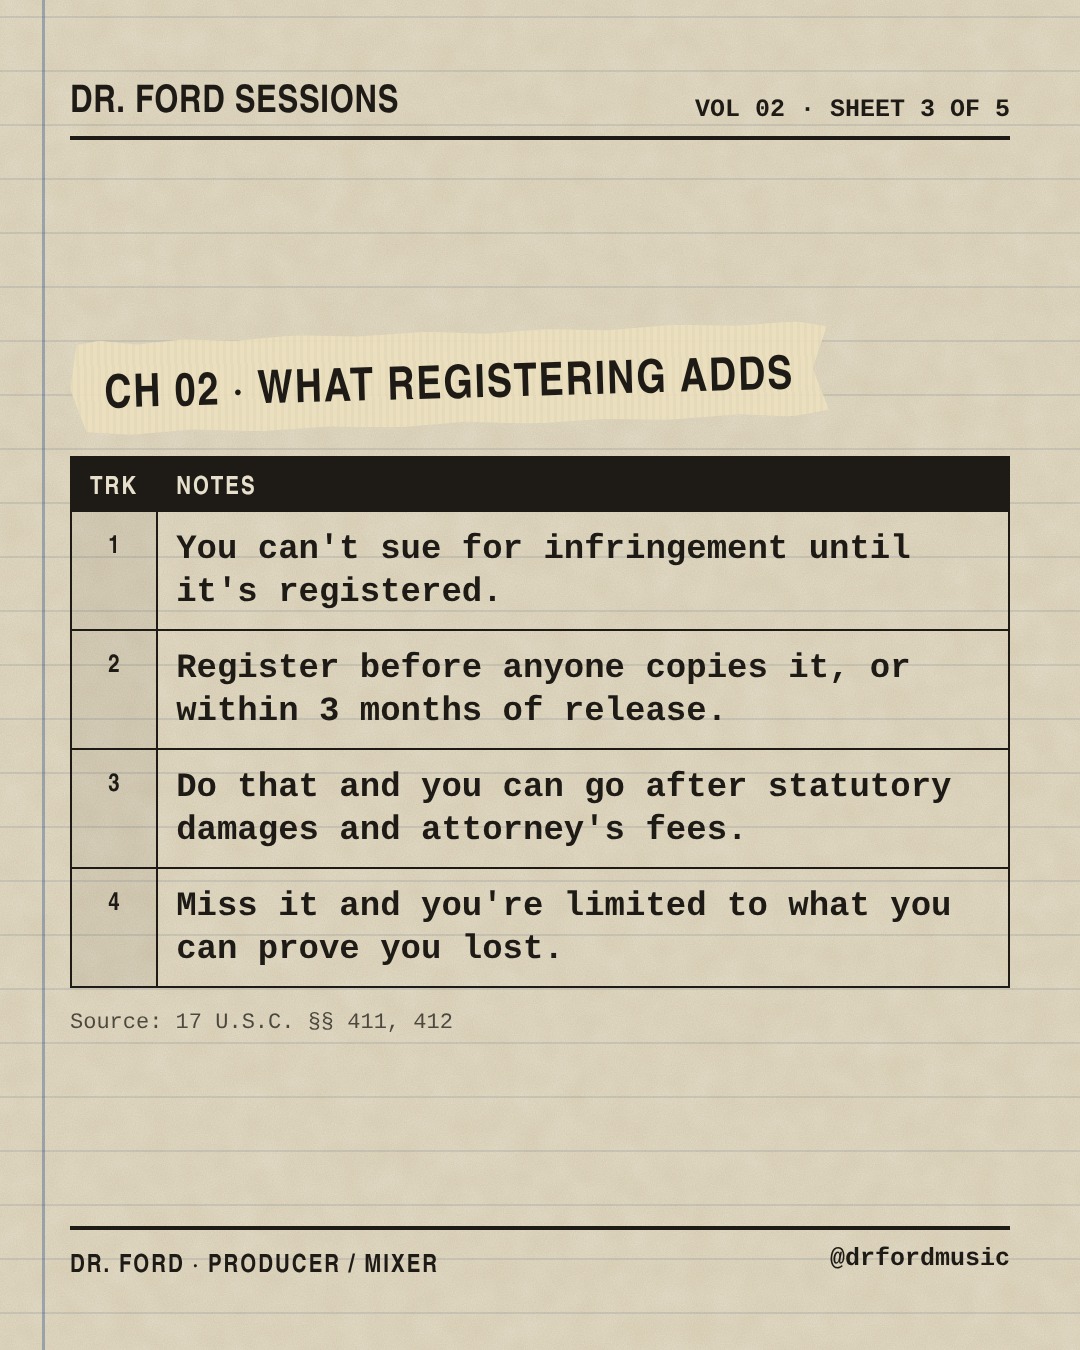 DR. FORD SESSIONS
VOL 02 · SHEET 3 OF 5
CH 02 · WHAT REGISTERING ADDS
TRK NOTES
1 You can't sue for infringement until
it's registered.
2 Register before anyone copies it, or
within 3 months of release.
3 Do that and you can go after statutory
damages and attorney's fees.
4 Miss it and you're limited to what you
can prove you lost.
Source: 17 U.S.C. §§ 411, 412
DR. FORD · PRODUCER / MIXER
@drfordmusic